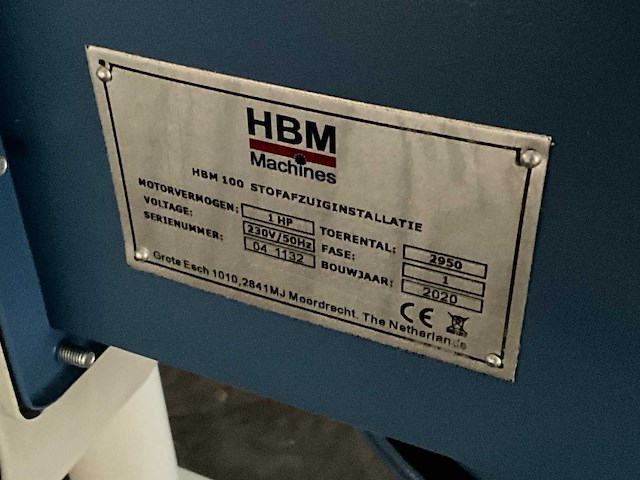 HBM
Machines
HBM 100 STOFAFZUIGINSTALLATIE
MOTORVERMOGEN: 1 HP TOERENTAL: 2950
VOLTAGE: 230V/50Hz FASE: 1
SERIENUMMER: 04 1132 BOUWJAAR: 2020
CE
Grote Esch 1010,2841MJ Moordrecht. The Netherlands